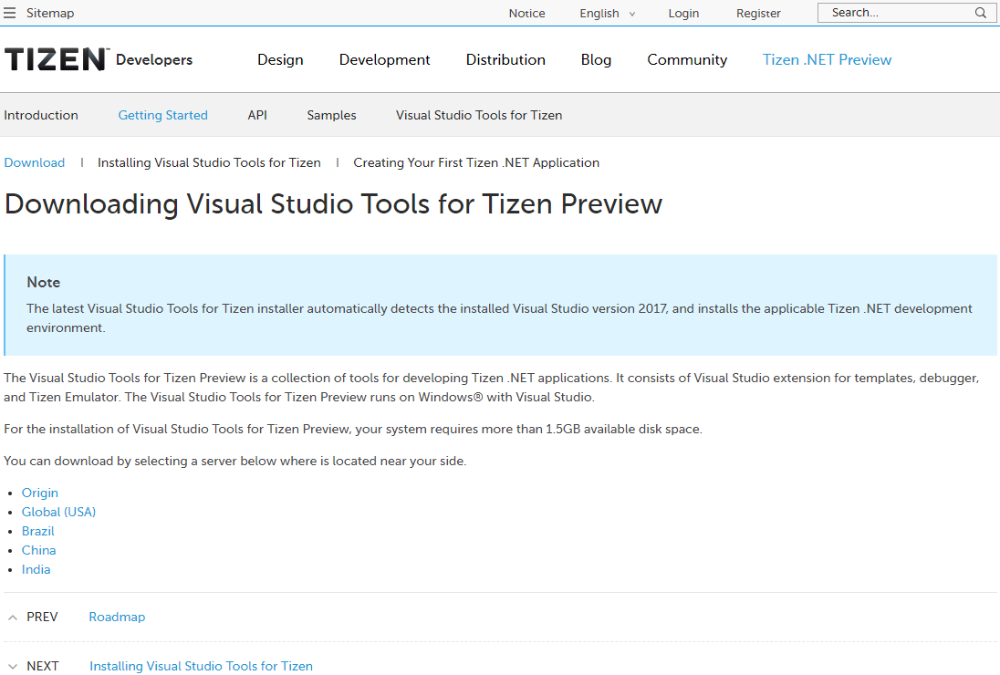 Sitemap Notice English Login Register Search...
TIZEN™ Developers Design Development Distribution Blog Community Tizen .NET Preview
Introduction Getting Started API Samples Visual Studio Tools for Tizen
Download | Installing Visual Studio Tools for Tizen | Creating Your First Tizen .NET Application
Downloading Visual Studio Tools for Tizen Preview
Note
The latest Visual Studio Tools for Tizen installer automatically detects the installed Visual Studio version 2017, and installs the applicable Tizen .NET development
environment.
The Visual Studio Tools for Tizen Preview is a collection of tools for developing Tizen .NET applications. It consists of Visual Studio extension for templates, debugger,
and Tizen Emulator. The Visual Studio Tools for Tizen Preview runs on Windows® with Visual Studio.
For the installation of Visual Studio Tools for Tizen Preview, your system requires more than 1.5GB available disk space.
You can download by selecting a server below where is located near your side.
• Origin
• Global (USA)
• Brazil
• China
• India
PREV Roadmap
NEXT Installing Visual Studio Tools for Tizen